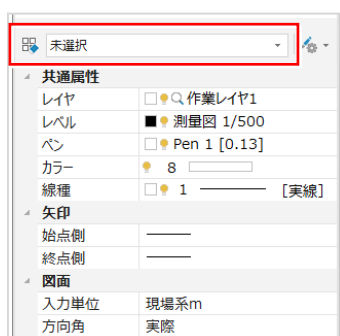 未選択
共通属性
レイヤ 作業レイヤ1
レベル 測量図 1/500
ペン Pen 1 [0.13]
カラー 8
線種 1 [実線]
矢印
始点側
終点側
図面
入力単位 現場系m
方向角 実際